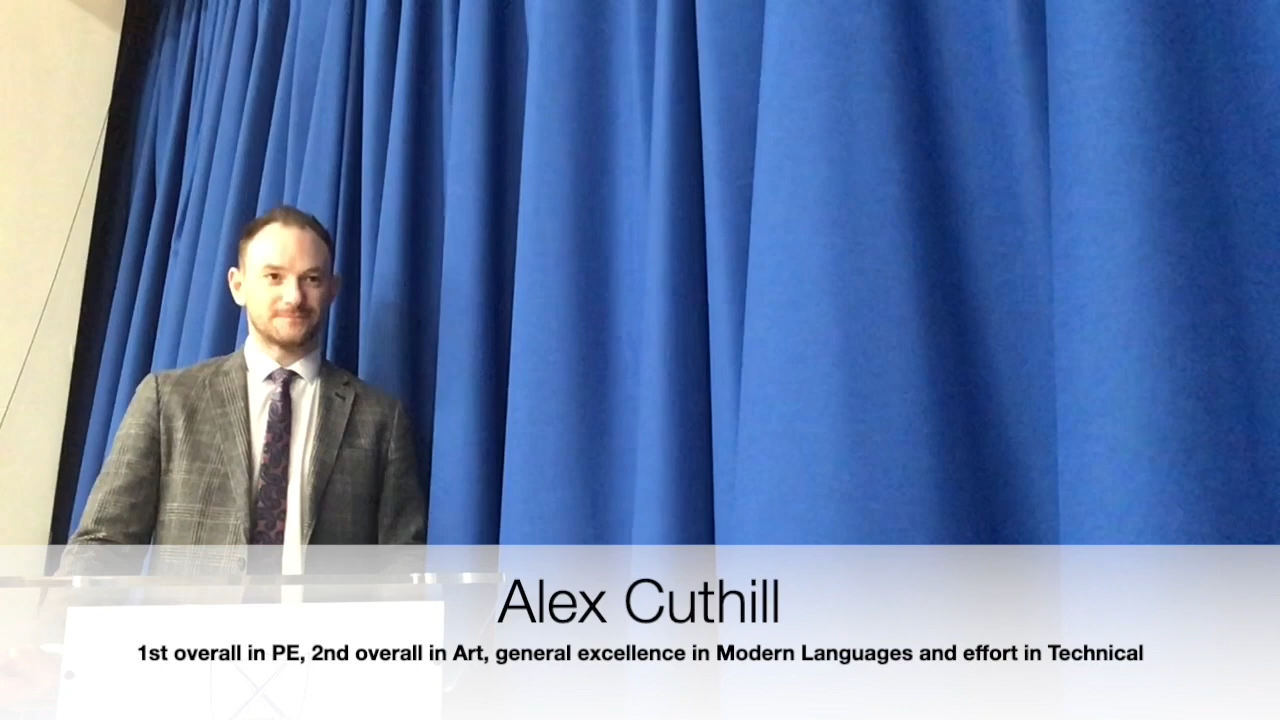 Alex Cuthill
1st overall in PE, 2nd overall in Art, general excellence in Modern Languages and effort in Technical